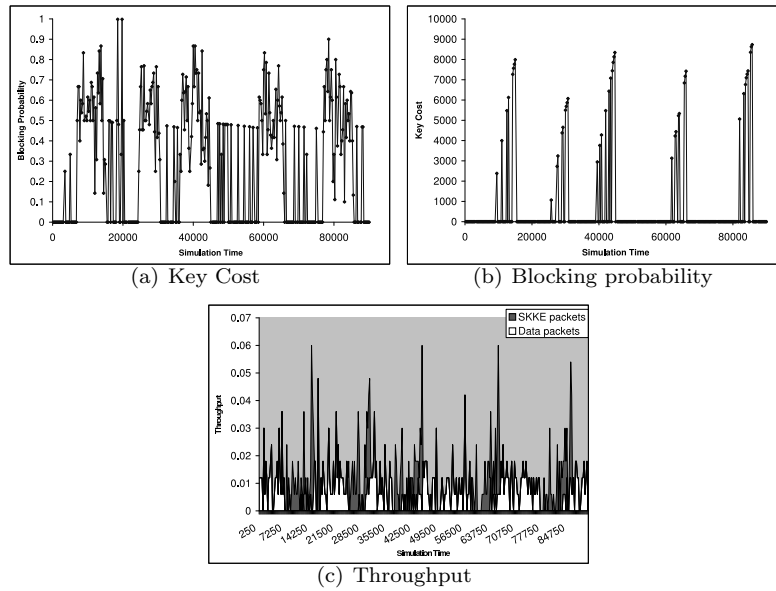 1
0.9
0.8
0.7
0.6
0.5
0.4
0.3
0.2
0.1
0
Blocking Probability
0 20000 40000 60000 80000
Simulation Time
(a) Key Cost
10000
9000
8000
7000
6000
5000
4000
3000
2000
1000
0
Key Cost
0 20000 40000 60000 80000
Simulation Time
(b) Blocking probability
0.07
0.06
0.05
0.04
0.03
0.02
0.01
0
Throughput
SKKE packets
Data packets
250 7250 14250 21500 28500 35500 42500 49500 56500 63750 70750 77750 84750
Simulation Time
(c) Throughput